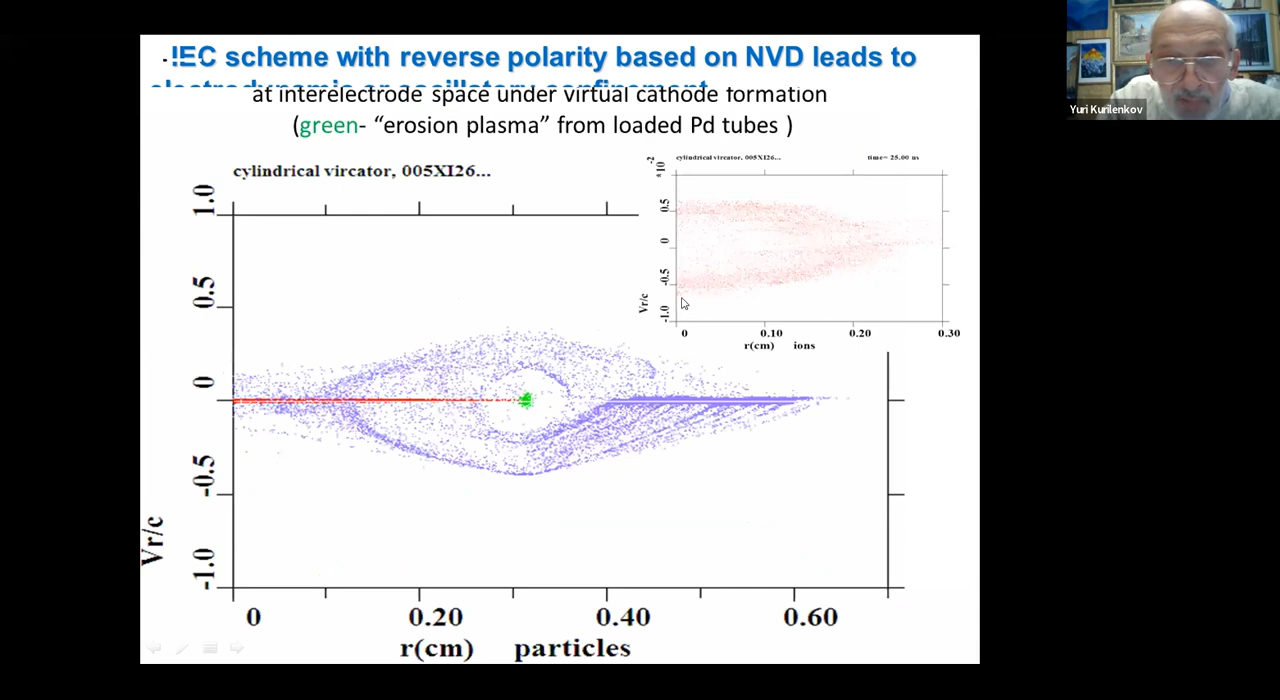 - IEC scheme with reverse polarity based on NVD leads to
at interelectrode space under virtual cathode formation
(green- “erosion plasma” from loaded Pd tubes )
cylindrical vircator, 005XI26...
1.0
0.5
0
-0.5
-1.0
Vr/c
0 0.20 0.40 0.60
r(cm) particles
cylindrical vircator, 005XI26... time= 25.00 ns
*10 -2
0.5
0
-0.5
-1.0
Vr/c
0 0.10 0.20 0.30
r(cm) ions
Yuri Kurilenkov